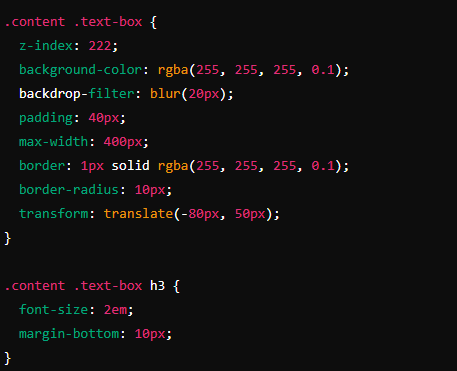 .content .text-box {
  z-index: 222;
  background-color: rgba(255, 255, 255, 0.1);
  backdrop-filter: blur(20px);
  padding: 40px;
  max-width: 400px;
  border: 1px solid rgba(255, 255, 255, 0.1);
  border-radius: 10px;
  transform: translate(-80px, 50px);
}

.content .text-box h3 {
  font-size: 2em;
  margin-bottom: 10px;
}